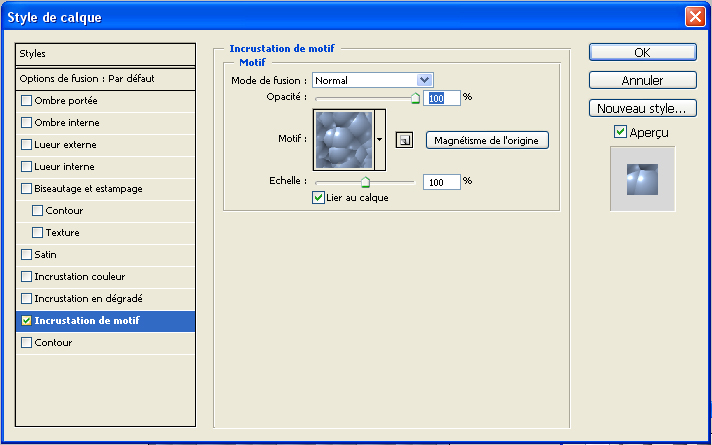 Style de calque
Styles
Options de fusion : Par défaut
Ombre portée
Ombre interne
Lueur externe
Lueur interne
Biseautage et estampage
Contour
Texture
Satin
Incrustation couleur
Incrustation en dégradé
Incrustation de motif
Contour
Incrustation de motif
Motif
Mode de fusion : Normal
Opacité : 100 %
Motif : Magnétisme de l'origine
Echelle : 100 %
Lier au calque
OK
Annuler
Nouveau style...
Aperçu